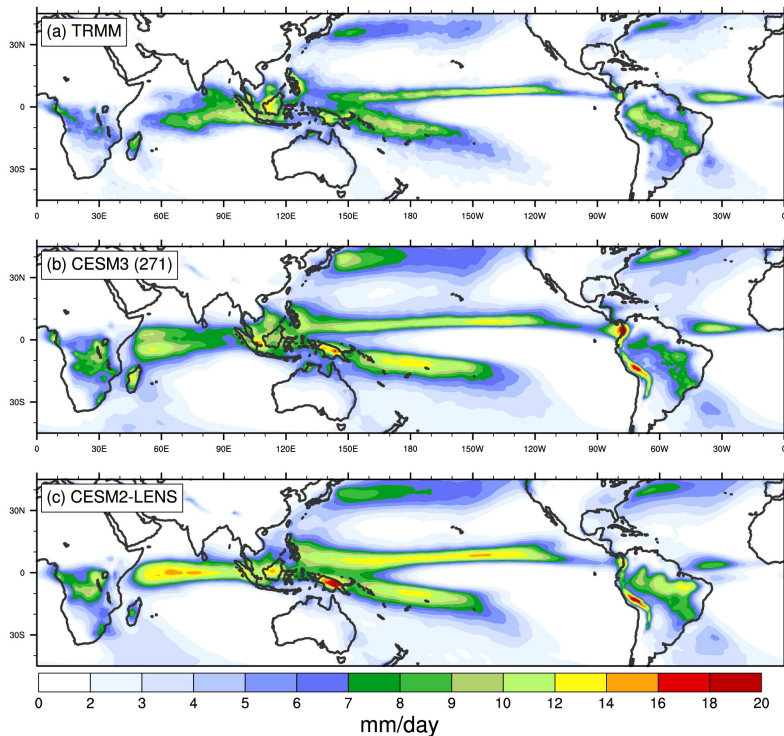 (a) TRMM
30N
0
30S
0 30E 60E 90E 120E 150E 180 150W 120W 90W 60W 30W 0
(b) CESM3 (271)
30N
0
30S
0 30E 60E 90E 120E 150E 180 150W 120W 90W 60W 30W 0
(c) CESM2-LENS
30N
0
30S
0 2 3 4 5 6 7 8 9 10 12 14 16 18 20
mm/day